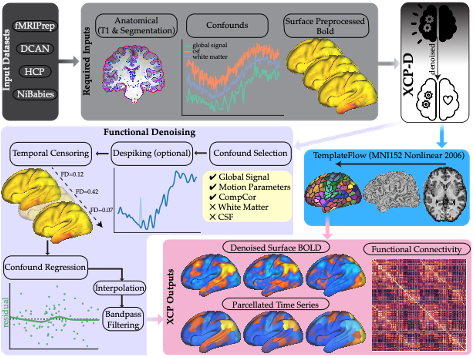 Input Datasets
fMRIPrep
DCAN
HCP
NiBabies
Required Inputs
Anatomical
(T1 & Segmentation)
Confounds
global signal
CSF
white matter
Surface Preprocessed
Bold
XCP-D
denoised
Functional Denoising
Temporal Censoring
Despiking (optional)
Confound Selection
FD=0.12
FD=0.42
FD=0.07
✔ Global Signal
✔ Motion Parameters
✔ CompCor
✕ White Matter
✕ CSF
TemplateFlow (MNI152 Nonlinear 2006)
Confound Regression
Interpolation
Bandpass
Filtering
residual
XCP Outputs
Denoised Surface BOLD
Parcellated Time Series
Functional Connectivity